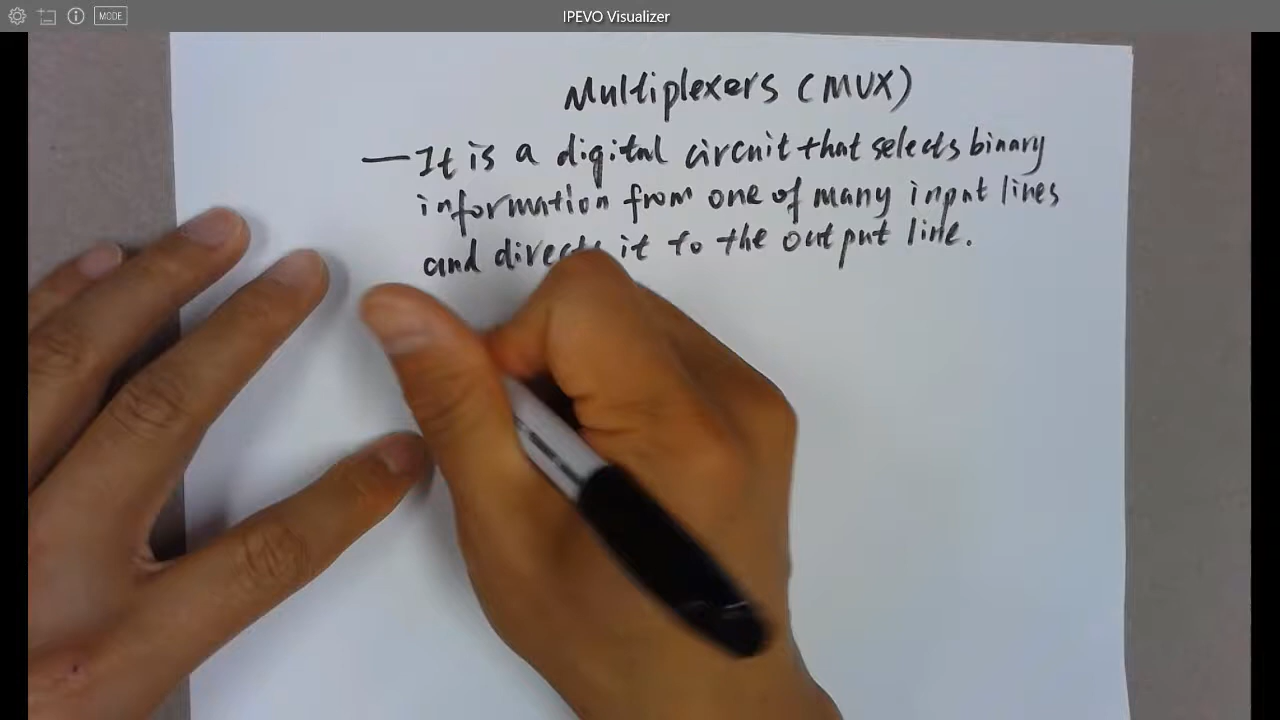 MODE
IPEVO Visualizer
Multiplexers (MUX)
— It is a digital circuit that selects binary
information from one of many input lines
and directs it to the output line.